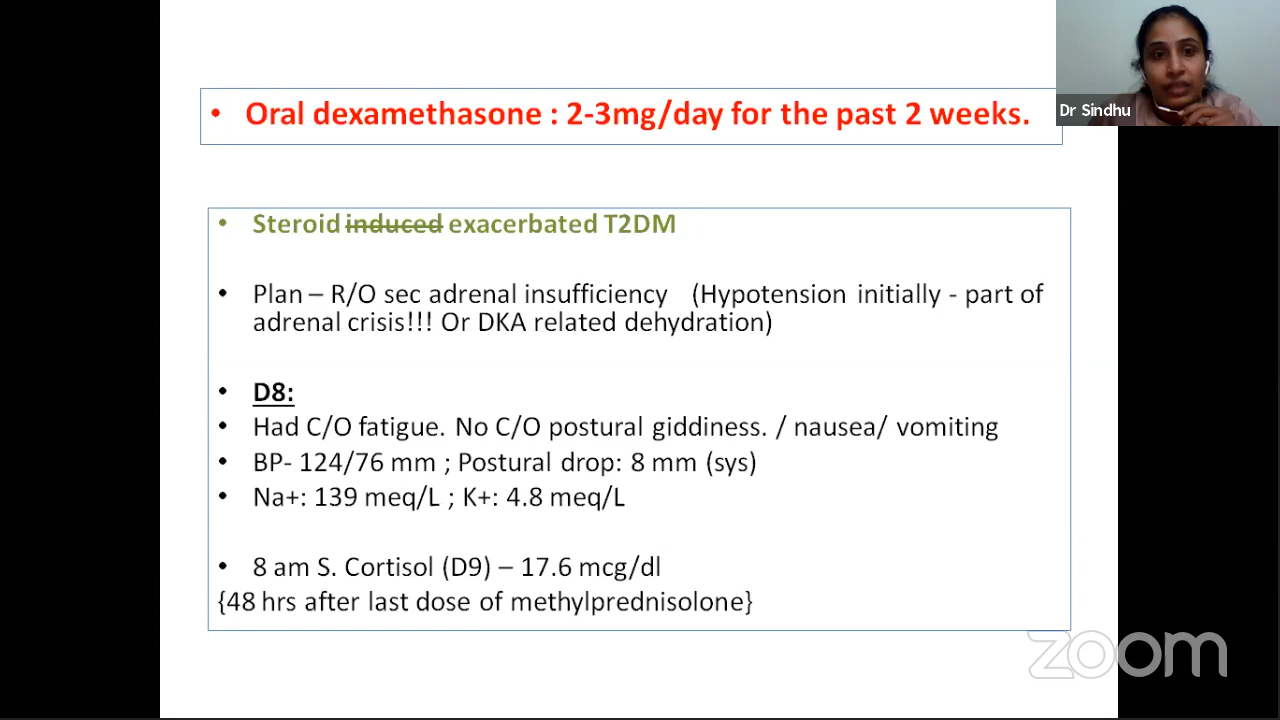 • Oral dexamethasone : 2-3mg/day for the past 2 weeks.
Dr Sindhu
• Steroid induced exacerbated T2DM
• Plan – R/O sec adrenal insufficiency (Hypotension initially - part of
adrenal crisis!!! Or DKA related dehydration)
• D8:
• Had C/O fatigue. No C/O postural giddiness. / nausea/ vomiting
• BP- 124/76 mm ; Postural drop: 8 mm (sys)
• Na+: 139 meq/L ; K+: 4.8 meq/L
• 8 am S. Cortisol (D9) – 17.6 mcg/dl
{48 hrs after last dose of methylprednisolone}
zoom